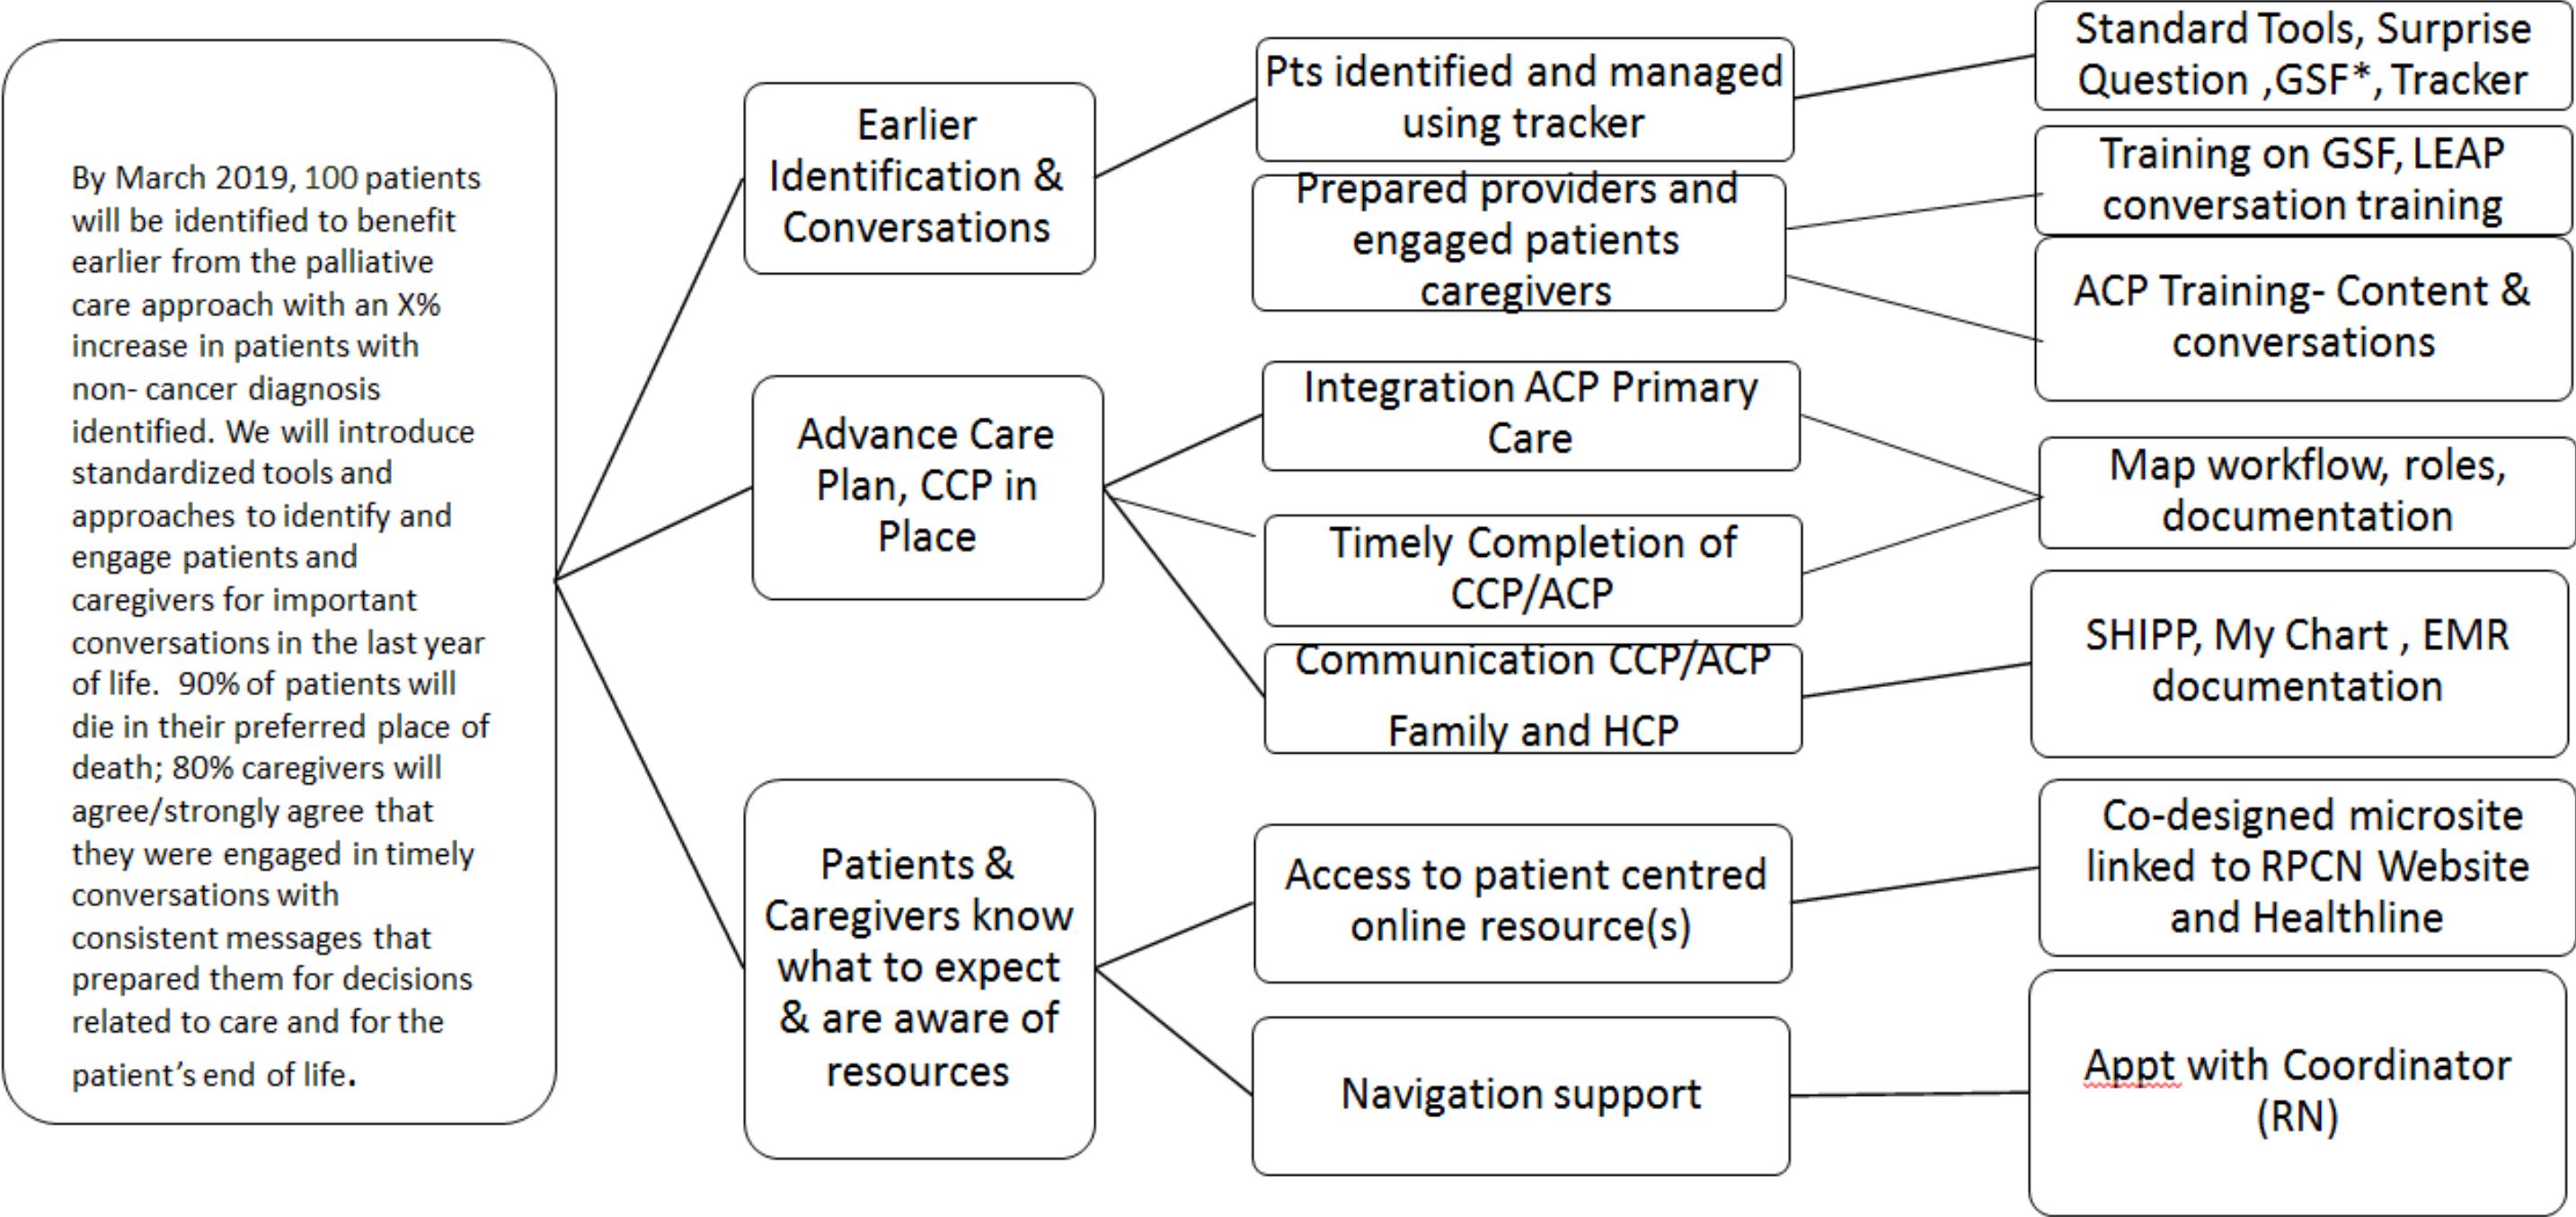 By March 2019, 100 patients
will be identified to benefit
earlier from the palliative
care approach with an X%
increase in patients with
non- cancer diagnosis
identified. We will introduce
standardized tools and
approaches to identify and
engage patients and
caregivers for important
conversations in the last year
of life.  90% of patients will
die in their preferred place of
death; 80% caregivers will
agree/strongly agree that
they were engaged in timely
conversations with
consistent messages that
prepared them for decisions
related to care and for the
patient’s end of life.
Earlier
Identification &
Conversations
Advance Care
Plan, CCP in
Place
Patients &
Caregivers know
what to expect
& are aware of
resources
Pts identified and managed
using tracker
Prepared providers and
engaged patients
caregivers
Integration ACP Primary
Care
Timely Completion of
CCP/ACP
Communication CCP/ACP
Family and HCP
Access to patient centred
online resource(s)
Navigation support
Standard Tools, Surprise
Question ,GSF*, Tracker
Training on GSF, LEAP
conversation training
ACP Training- Content &
conversations
Map workflow, roles,
documentation
SHIPP, My Chart , EMR
documentation
Co-designed microsite
linked to RPCN Website
and Healthline
Appt with Coordinator
(RN)